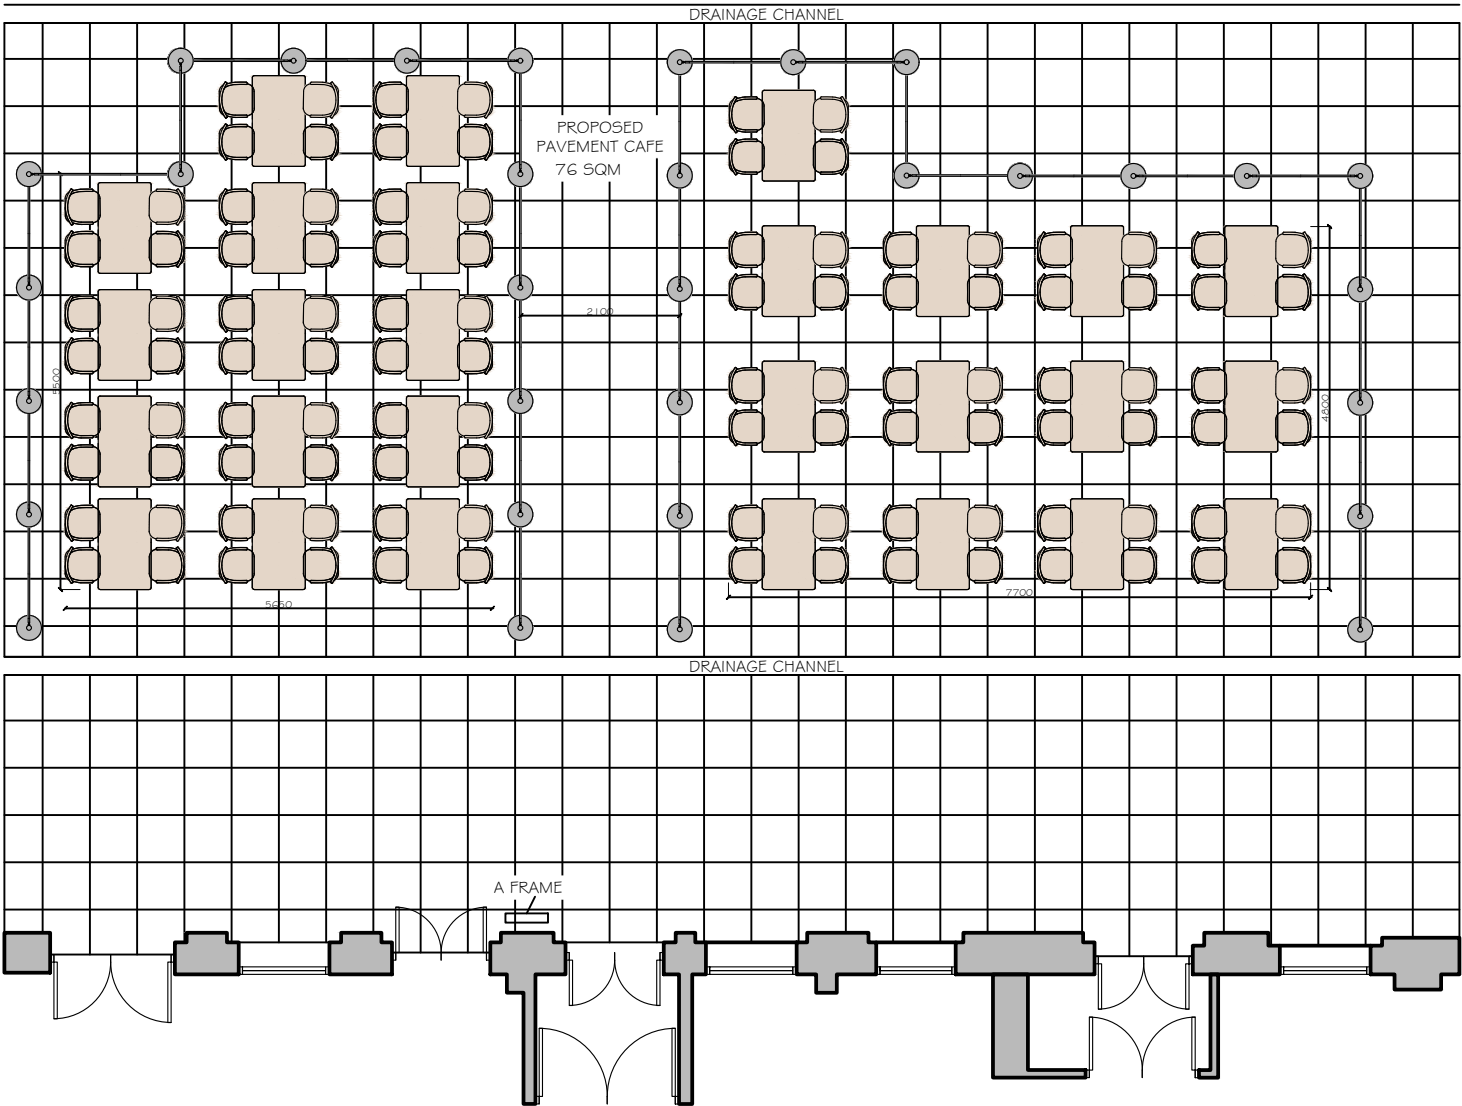 DRAINAGE CHANNEL
PROPOSED
PAVEMENT CAFE
76 SQM
2100
5500
4800
7700
5650
DRAINAGE CHANNEL
A FRAME